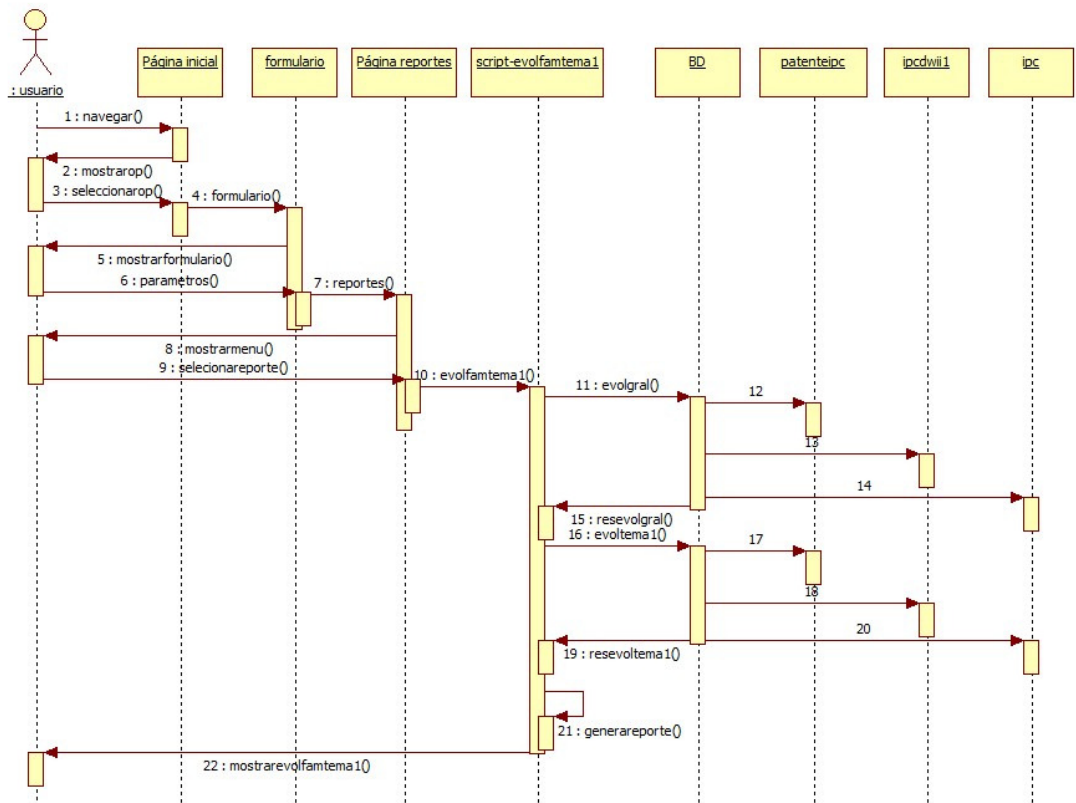 : usuario
Página inicial
formulario
Página reportes
script-evolfamtema1
BD
patenteipc
ipcdwii1
ipc
1 : navegar()
2 : mostrarop()
3 : seleccionarop()
4 : formulario()
5 : mostrarformulario()
6 : parametros()
7 : reportes()
8 : mostrarmenu()
9 : selecionareporte()
10 : evolfamtema1()
11 : evolgral()
12
13
14
15 : resevolgral()
16 : evoltema1()
17
18
20
19 : resevoltema1()
21 : generareporte()
22 : mostrarevolfamtema1()